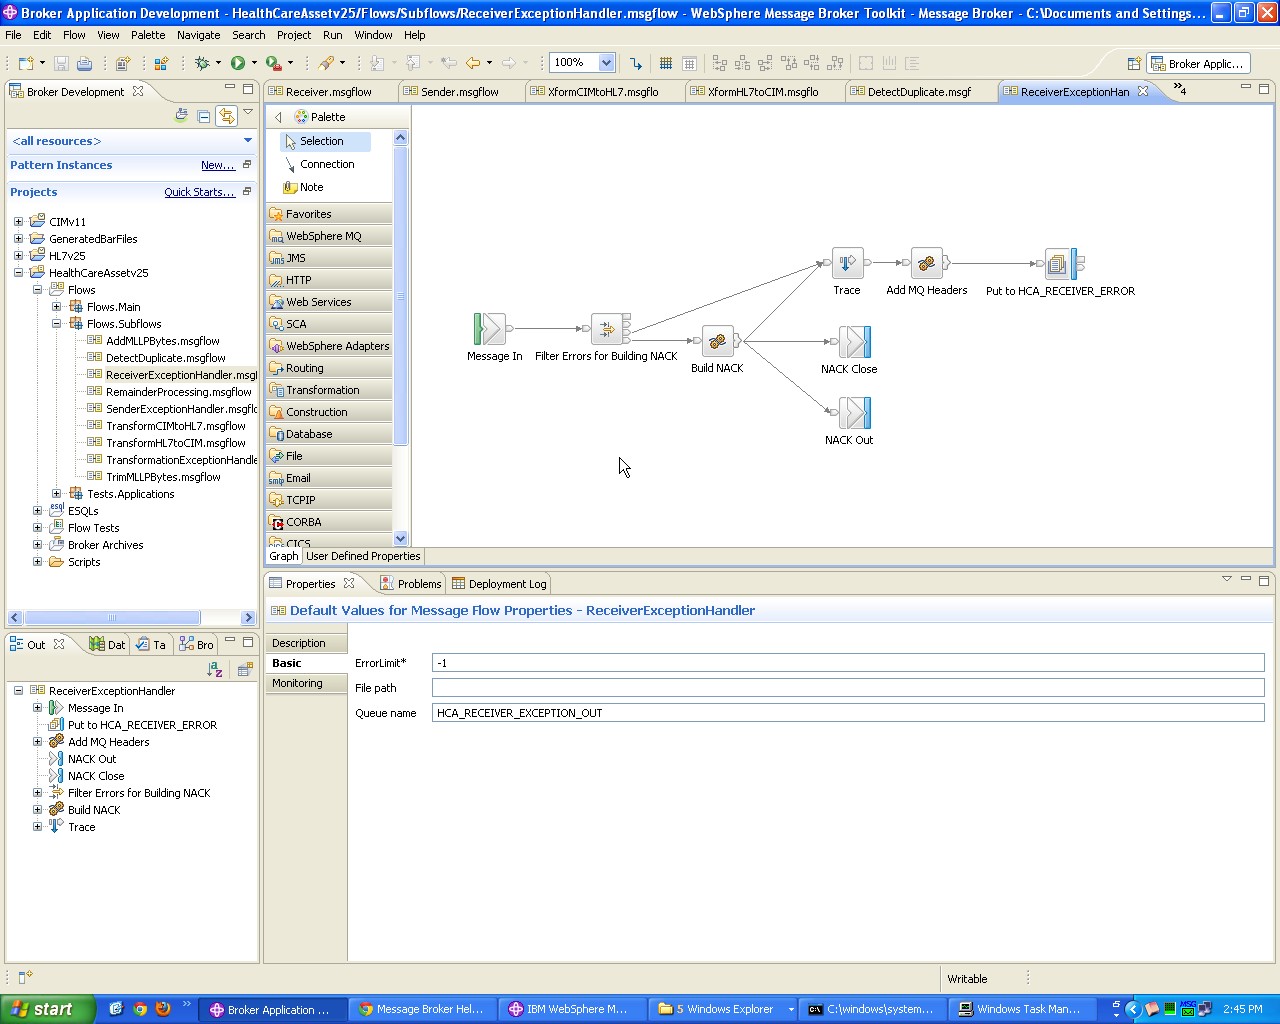 Broker Application Development - HealthCareAssetv25/Flows/Subflows/ReceiverExceptionHandler.msgflow - WebSphere Message Broker Toolkit - Message Broker - C:\Documents and Settings...
File Edit Flow View Palette Navigate Search Project Run Window Help
100%
Broker Applic...
Broker Development
<all resources>
Pattern Instances New...
Projects Quick Starts...
CIMv11
GeneratedBarFiles
HL7v25
HealthCareAssetv25
Flows
Flows.Main
Flows.Subflows
AddMLLPBytes.msgflow
DetectDuplicate.msgflow
ReceiverExceptionHandler.msgfl
RemainderProcessing.msgflow
SenderExceptionHandler.msgflo
TransformCIMtoHL7.msgflow
TransformHL7toCIM.msgflow
TransformationExceptionHandle
TrimMLLPBytes.msgflow
Tests.Applications
ESQLs
Flow Tests
Broker Archives
Scripts
Receiver.msgflow Sender.msgflow XformCIMtoHL7.msgflo XformHL7toCIM.msgflo DetectDuplicate.msgf ReceiverExceptionHan 4
Palette
Selection
Connection
Note
Favorites
WebSphere MQ
JMS
HTTP
Web Services
SCA
WebSphere Adapters
Routing
Transformation
Construction
Database
File
Email
TCPIP
CORBA
CICS
Message In
Filter Errors for Building NACK
Build NACK
Trace
Add MQ Headers
Put to HCA_RECEIVER_ERROR
NACK Close
NACK Out
Graph User Defined Properties
Out Dat Ta Bro
ReceiverExceptionHandler
Message In
Put to HCA_RECEIVER_ERROR
Add MQ Headers
NACK Out
NACK Close
Filter Errors for Building NACK
Build NACK
Trace
Properties Problems Deployment Log
Default Values for Message Flow Properties - ReceiverExceptionHandler
Description
Basic
Monitoring
ErrorLimit* -1
File path
Queue name HCA_RECEIVER_EXCEPTION_OUT
Writable
start Broker Application ... Message Broker Hel... IBM WebSphere M... 5 Windows Explorer C:\windows\system... Windows Task Man... 5 2:45 PM